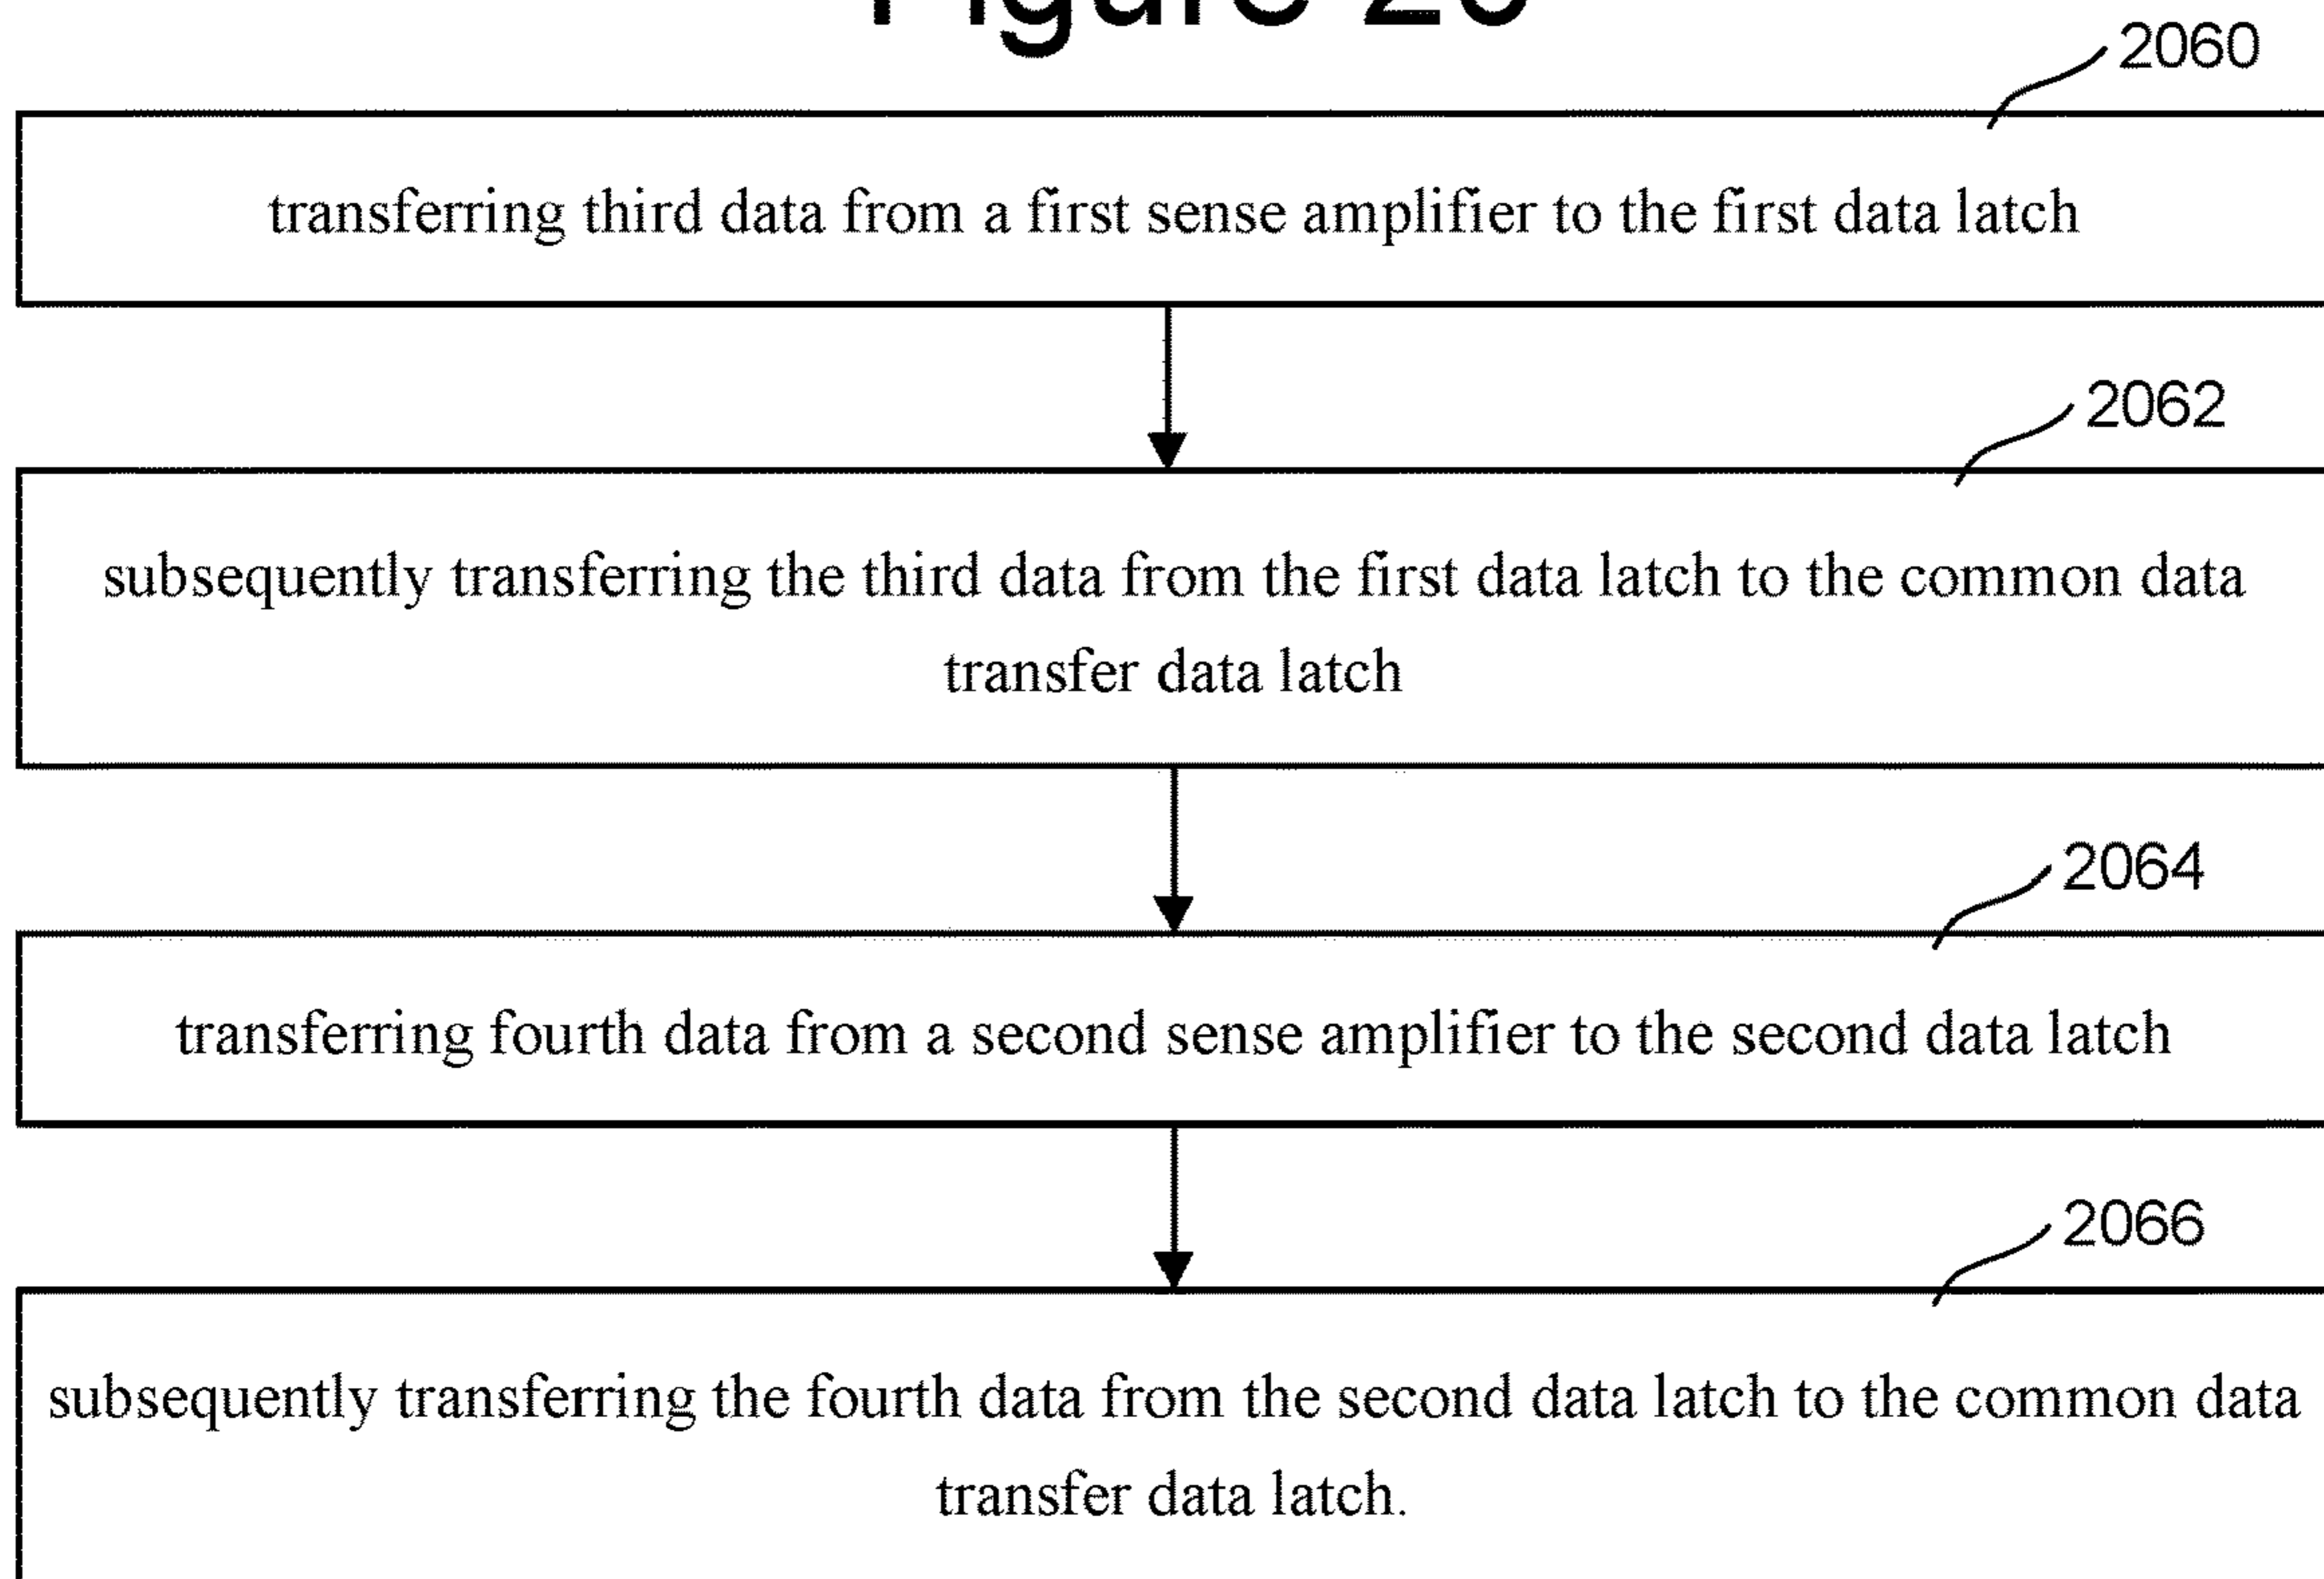 Figure
2060
transferring third data from a first sense amplifier to the first data latch
2062
subsequently transferring the third data from the first data latch to the common data
transfer data latch
2064
transferring fourth data from a second sense amplifier to the second data latch
2066
subsequently transferring the fourth data from the second data latch to the common data
transfer data latch.